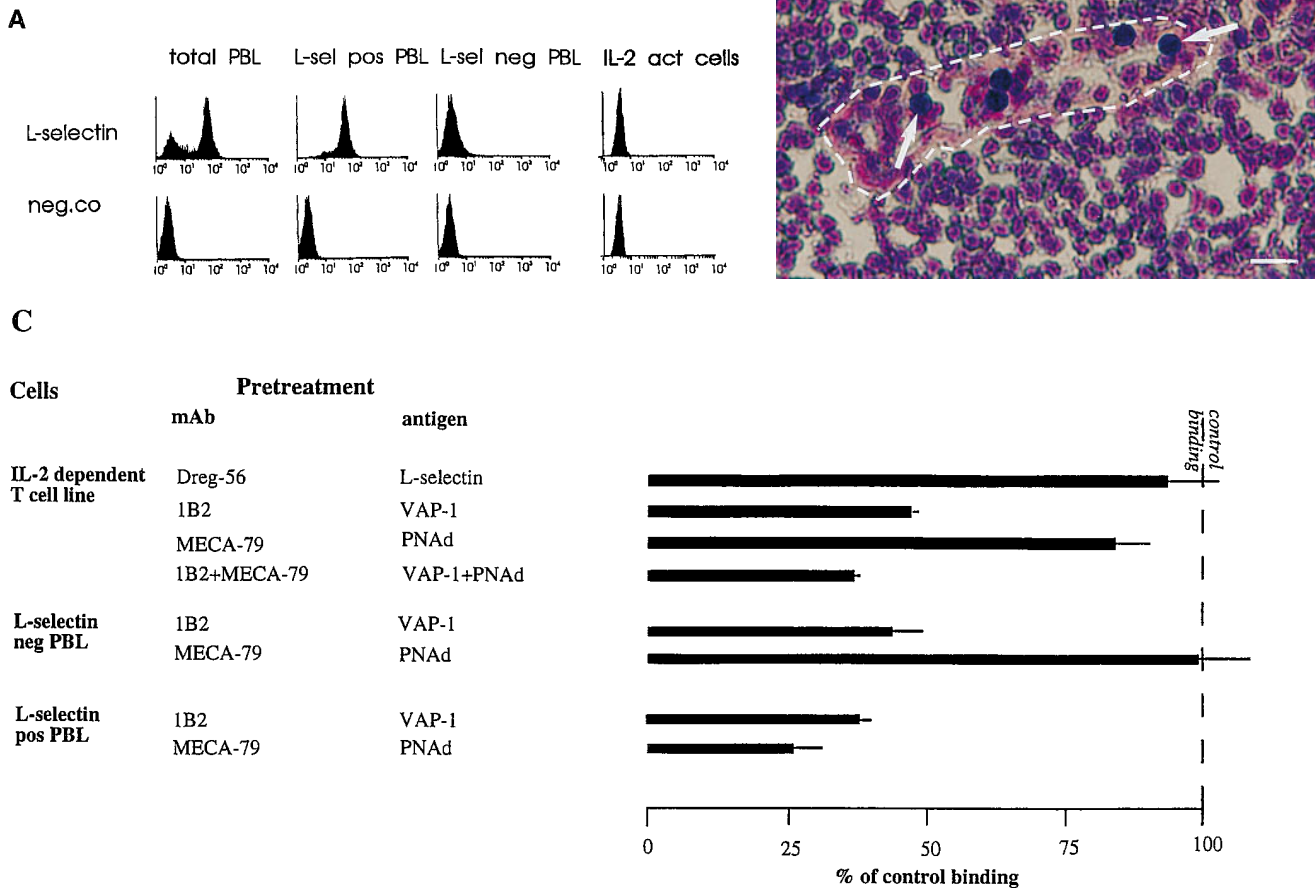 A
total PBL L-sel pos PBL L-sel neg PBL IL-2 act cells
L-selectin
10⁰ 10¹ 10² 10³ 10⁴ 10⁰ 10¹ 10² 10³ 10⁴ 10⁰ 10¹ 10² 10³ 10⁴ 10⁰ 10¹ 10² 10³ 10⁴
neg.co
10⁰ 10¹ 10² 10³ 10⁴ 10⁰ 10¹ 10² 10³ 10⁴ 10⁰ 10¹ 10² 10³ 10⁴ 10⁰ 10¹ 10² 10³ 10⁴
C
Cells Pretreatment
mAb antigen
control
binding
IL-2 dependent
T cell line
Dreg-56 L-selectin
1B2 VAP-1
MECA-79 PNAd
1B2+MECA-79 VAP-1+PNAd
L-selectin
neg PBL
1B2 VAP-1
MECA-79 PNAd
L-selectin
pos PBL
1B2 VAP-1
MECA-79 PNAd
0 25 50 75 100
% of control binding